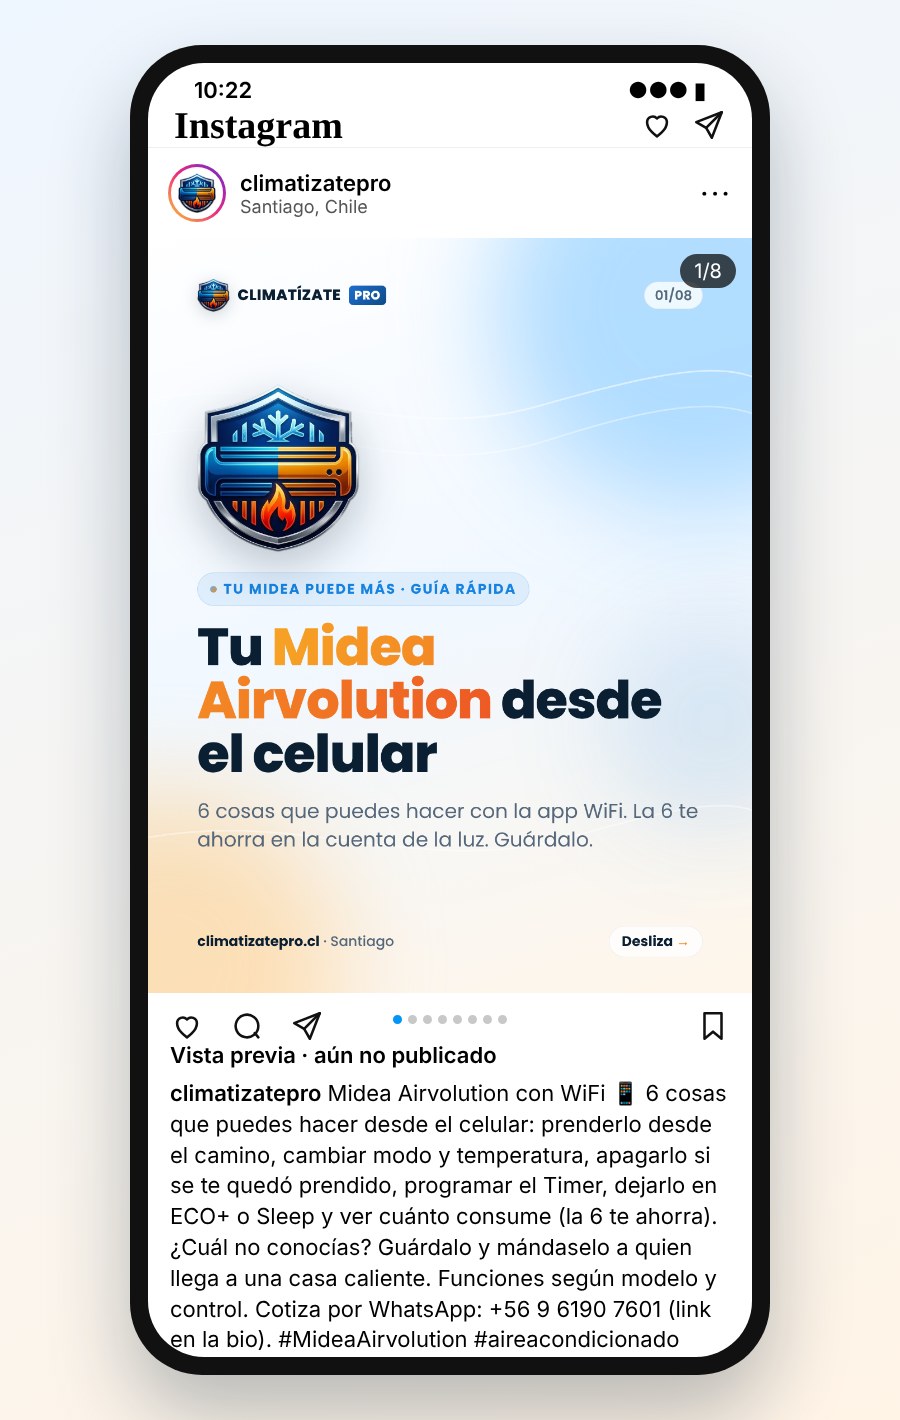 10:22
Instagram
climatizatepro
Santiago, Chile
1/8
CLIMATÍZATE PRO
01/08
TU MIDEA PUEDE MÁS · GUÍA RÁPIDA
Tu Midea
Airvolution desde
el celular
6 cosas que puedes hacer con la app WiFi. La 6 te
ahorra en la cuenta de la luz. Guárdalo.
climatizatepro.cl · Santiago
Desliza →
Vista previa · aún no publicado
climatizatepro Midea Airvolution con WiFi 📱 6 cosas
que puedes hacer desde el celular: prenderlo desde
el camino, cambiar modo y temperatura, apagarlo si
se te quedó prendido, programar el Timer, dejarlo en
ECO+ o Sleep y ver cuánto consume (la 6 te ahorra).
¿Cuál no conocías? Guárdalo y mándaselo a quien
llega a una casa caliente. Funciones según modelo y
control. Cotiza por WhatsApp: +56 9 6190 7601 (link
en la bio). #MideaAirvolution #aireacondicionado